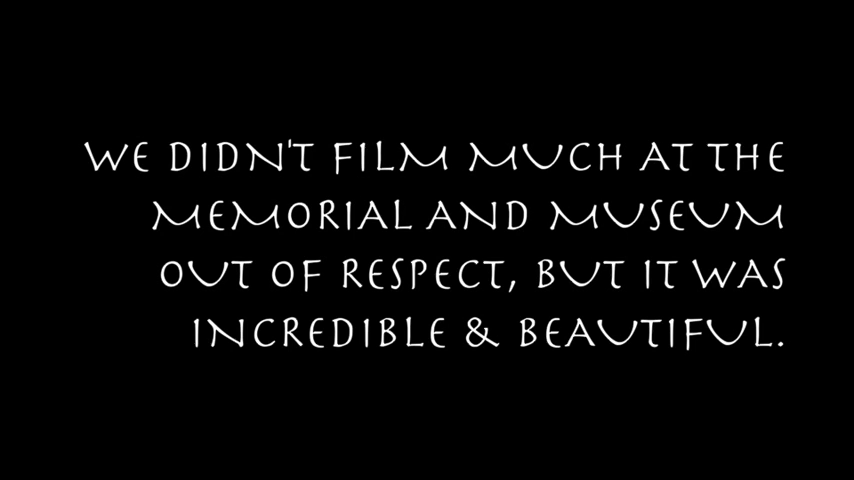 WE DIDN'T FILM MUCH AT THE
MEMORIAL AND MUSEUM
OUT OF RESPECT, BUT IT WAS
INCREDIBLE & BEAUTIFUL.